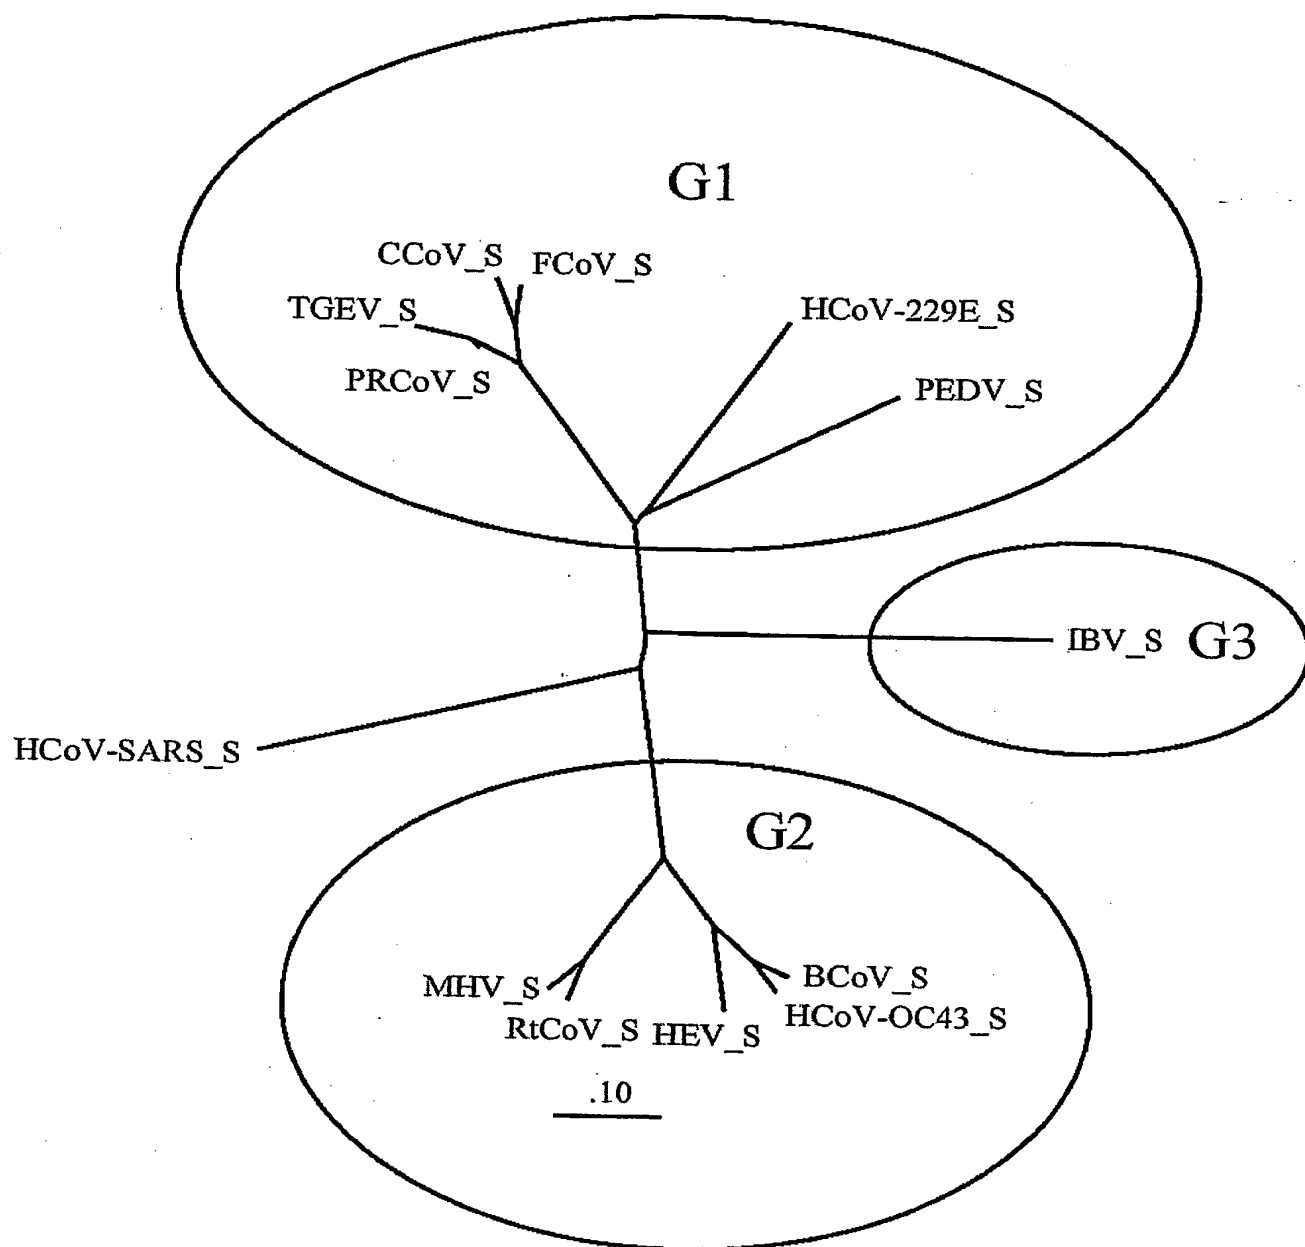 G1
CCoV_S
FCoV_S
TGEV_S
HCoV-229E_S
PRCoV_S
PEDV_S
IBV_S
G3
HCoV-SARS_S
G2
MHV_S
BCoV_S
HCoV-OC43_S
RtCoV_S
HEV_S
.10